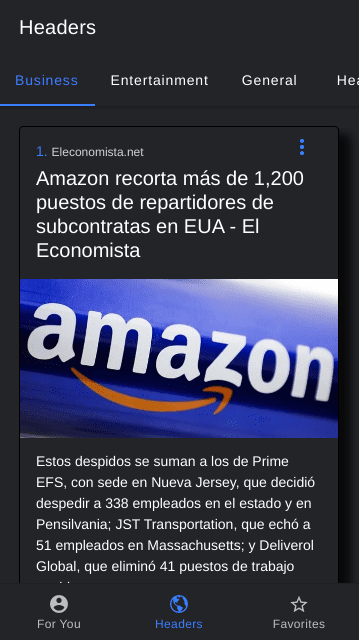 Headers
Business Entertainment General Hea
1. Eleconomista.net
Amazon recorta más de 1,200
puestos de repartidores de
subcontratas en EUA - El
Economista
amazon
Estos despidos se suman a los de Prime
EFS, con sede en Nueva Jersey, que decidió
despedir a 338 empleados en el estado y en
Pensilvania; JST Transportation, que echó a
51 empleados en Massachusetts; y Deliverol
Global, que eliminó 41 puestos de trabajo
For You Headers Favorites